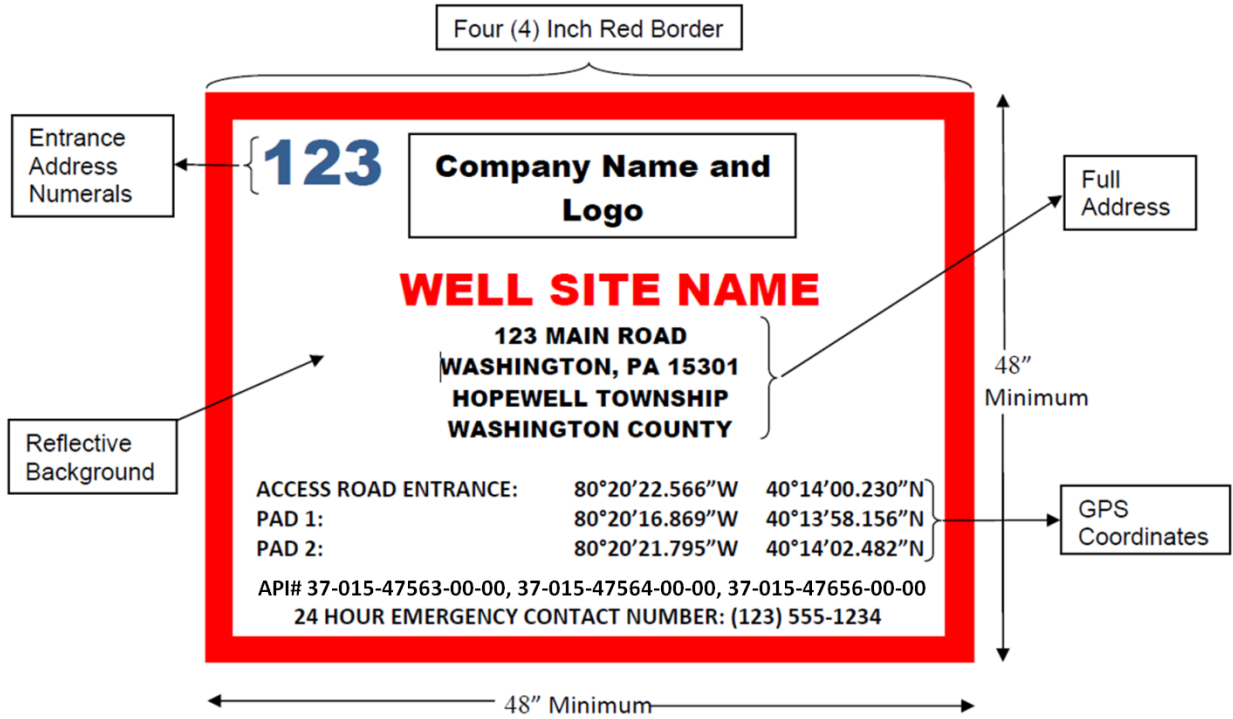 Four (4) Inch Red Border
Entrance
Address
Numerals
123
Company Name and
Logo
Full
Address
WELL SITE NAME
123 MAIN ROAD
WASHINGTON, PA 15301
HOPEWELL TOWNSHIP
WASHINGTON COUNTY
48”
Minimum
Reflective
Background
ACCESS ROAD ENTRANCE: 80°20’22.566”W 40°14’00.230”N
PAD 1: 80°20’16.869”W 40°13’58.156”N
PAD 2: 80°20’21.795”W 40°14’02.482”N
GPS
Coordinates
API# 37-015-47563-00-00, 37-015-47564-00-00, 37-015-47656-00-00
24 HOUR EMERGENCY CONTACT NUMBER: (123) 555-1234
48” Minimum